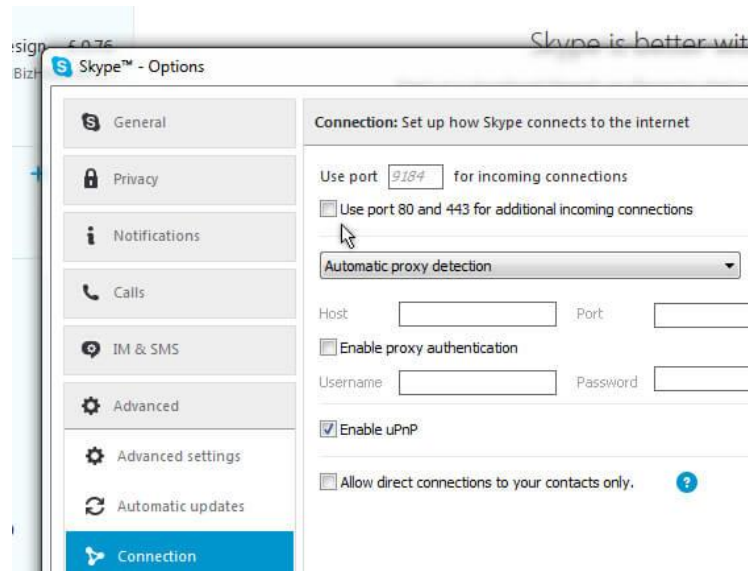 Skype is better wit
Skype™ - Options
General
Connection: Set up how Skype connects to the internet
Privacy
Use port 9184 for incoming connections
Use port 80 and 443 for additional incoming connections
Notifications
Automatic proxy detection
Calls
Host Port
IM & SMS
Enable proxy authentication
Username Password
Advanced
Enable uPnP
Advanced settings
Allow direct connections to your contacts only. ?
Automatic updates
Connection